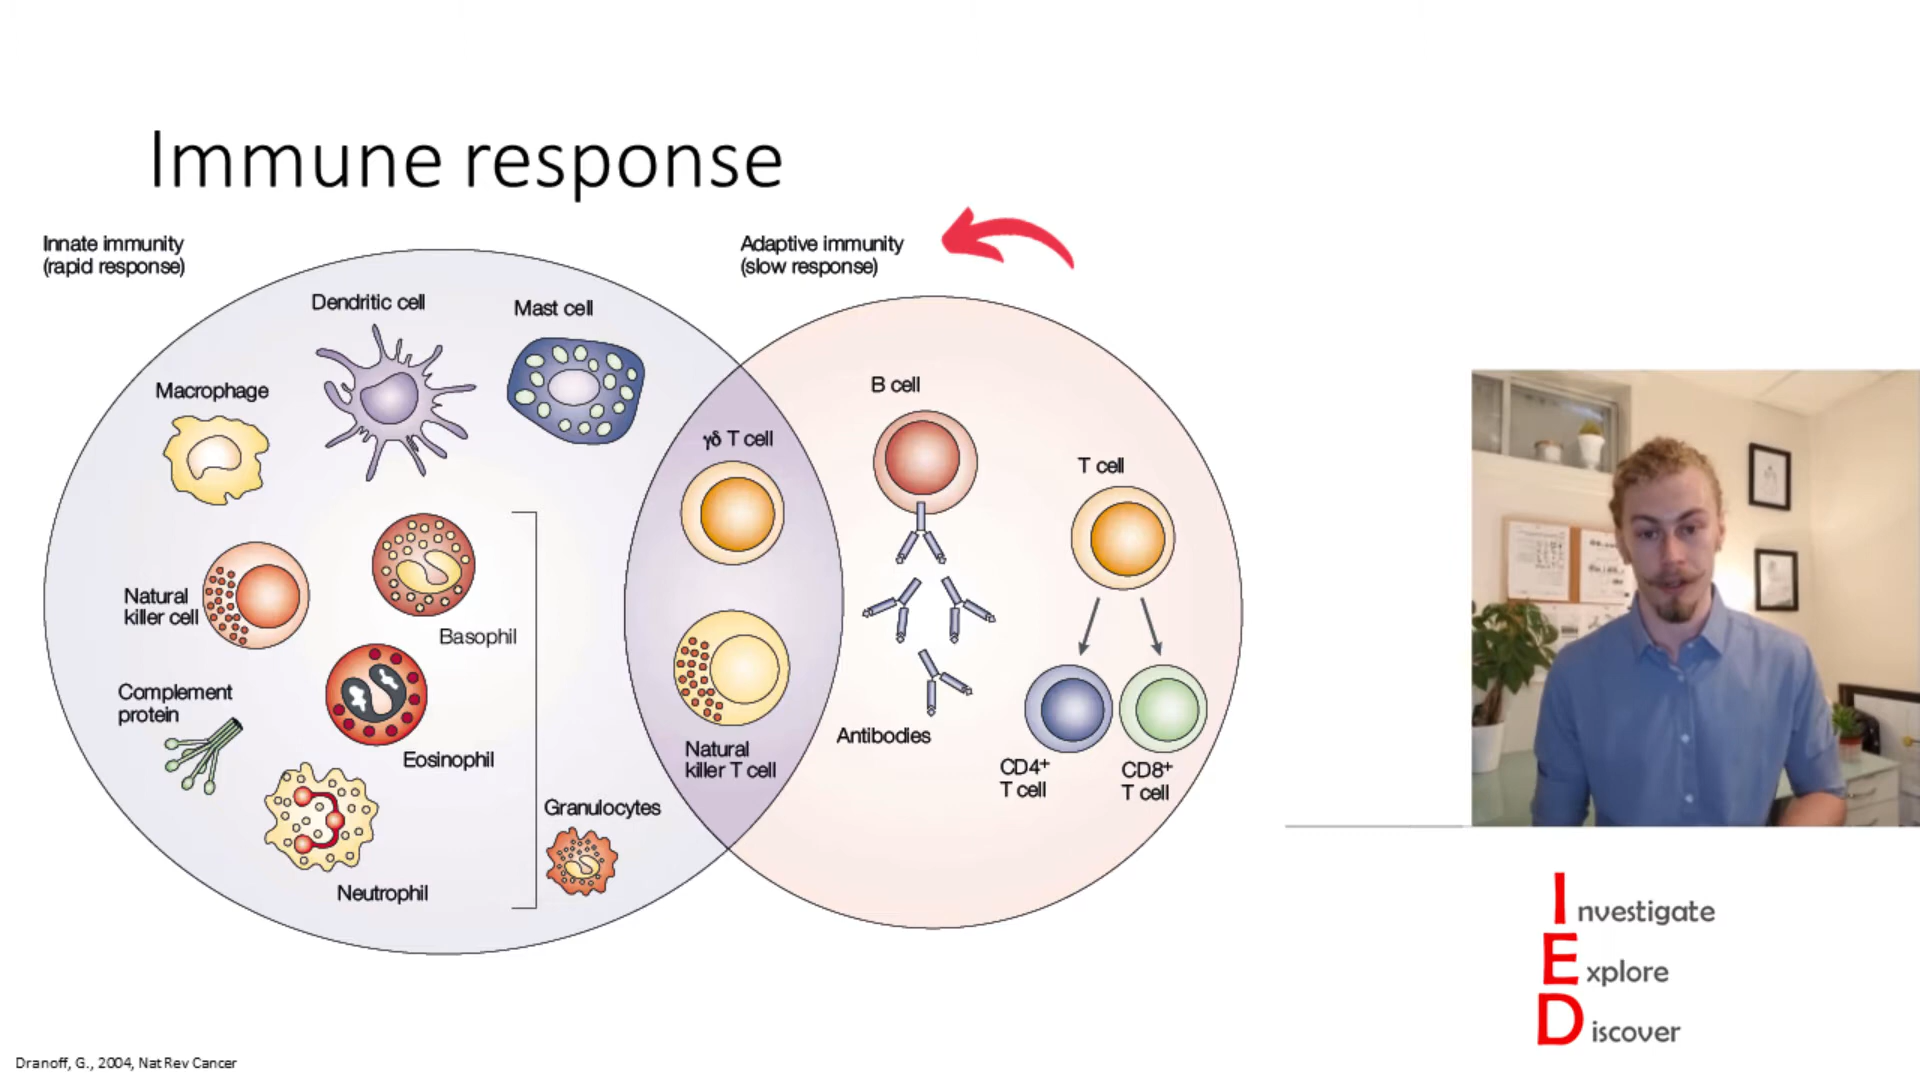 Immune response
Innate immunity
(rapid response)
Adaptive immunity
(slow response)
Dendritic cell
Mast cell
Macrophage
B cell
γδ T cell
T cell
Natural
killer cell
Basophil
Complement
protein
Eosinophil
Antibodies
Natural
killer T cell
CD4+
T cell
CD8+
T cell
Granulocytes
Neutrophil
Investigate
Explore
Discover
Dranoff, G., 2004, Nat Rev Cancer